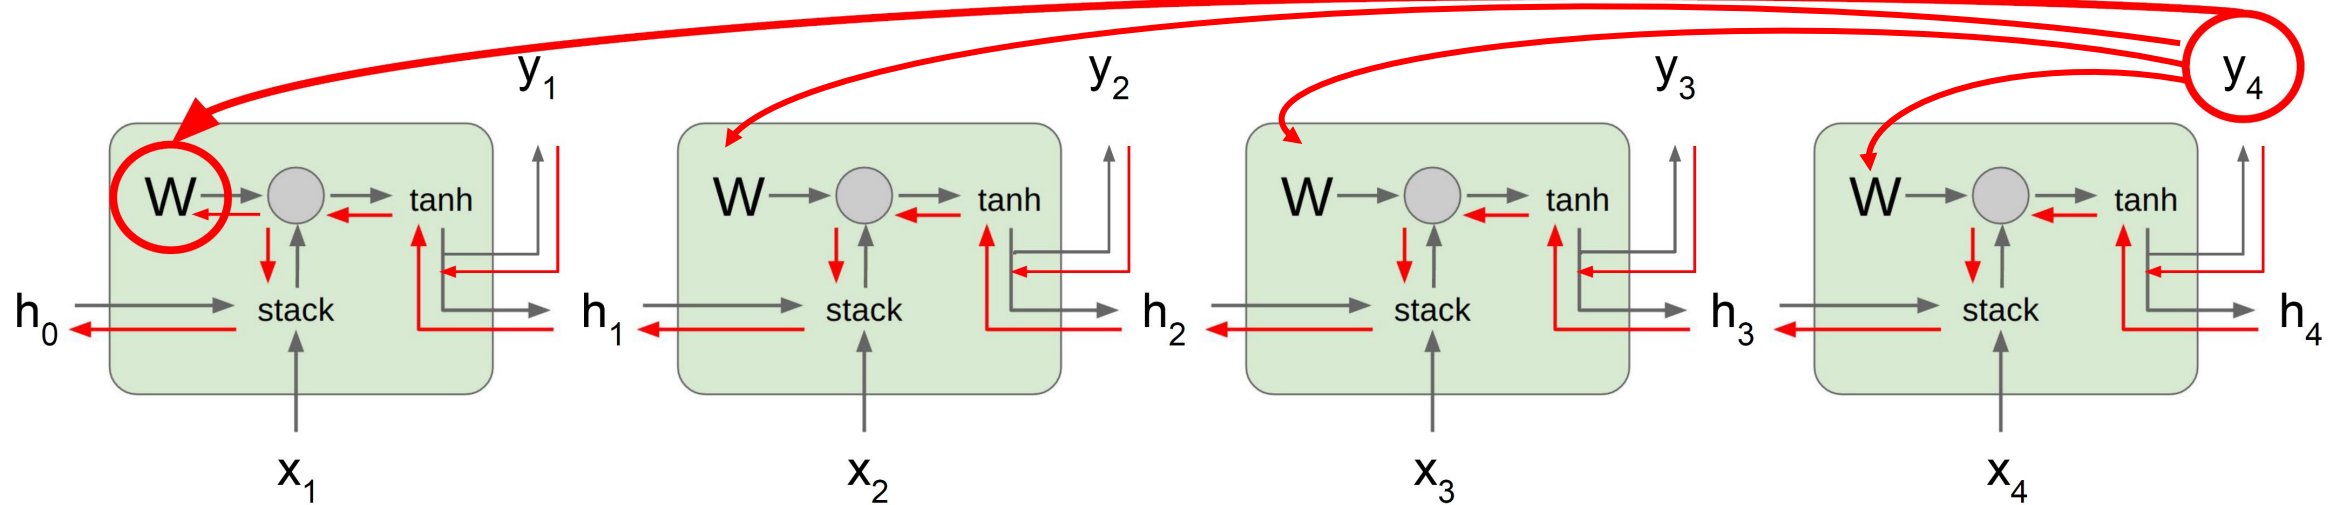 y1 y2 y3 y4
W tanh W tanh W tanh W tanh
h0 stack h1 stack h2 stack h3 stack h4
x1 x2 x3 x4